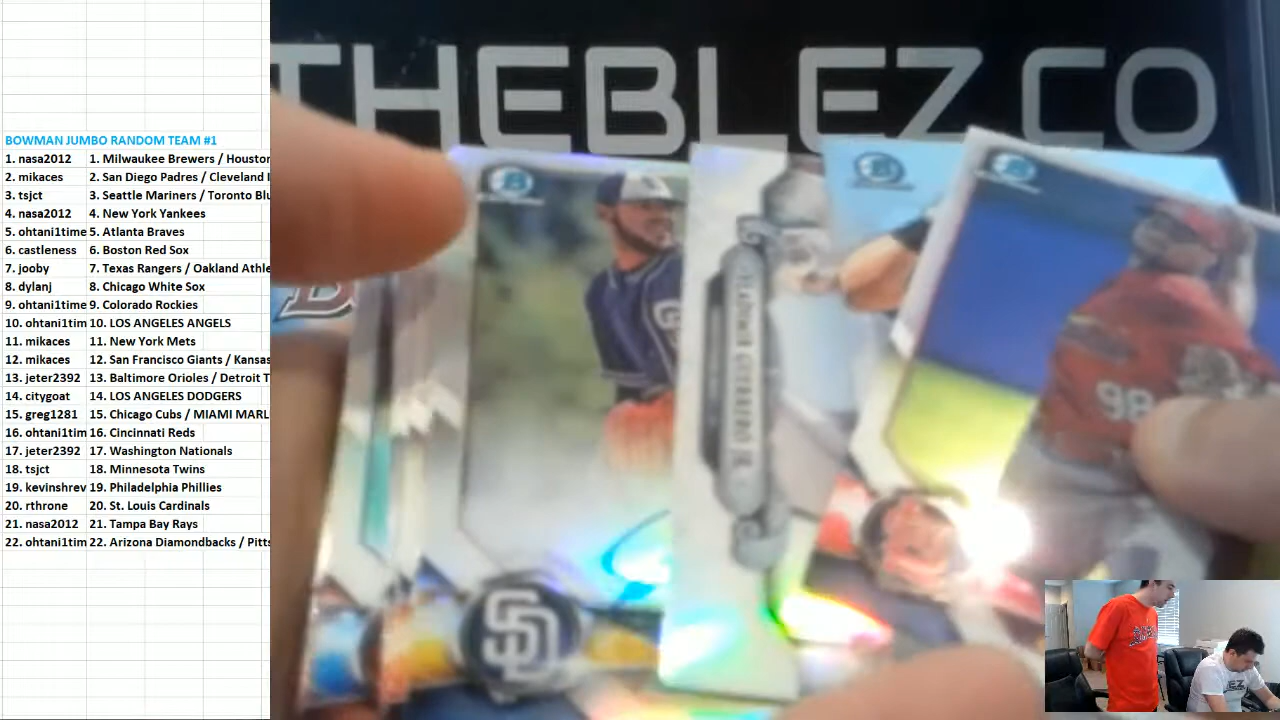 THEBLEZ.CO
BOWMAN JUMBO RANDOM TEAM #1
1. nasa2012 1. Milwaukee Brewers / Houston
2. mikaces 2. San Diego Padres / Cleveland I
3. tsjct 3. Seattle Mariners / Toronto Blu
4. nasa2012 4. New York Yankees
5. ohtani1time 5. Atlanta Braves
6. castleness 6. Boston Red Sox
7. jooby 7. Texas Rangers / Oakland Athle
8. dylanj 8. Chicago White Sox
9. ohtani1time 9. Colorado Rockies
10. ohtani1tim 10. LOS ANGELES ANGELS
11. mikaces 11. New York Mets
12. mikaces 12. San Francisco Giants / Kansas
13. jeter2392 13. Baltimore Orioles / Detroit T
14. citygoat 14. LOS ANGELES DODGERS
15. greg1281 15. Chicago Cubs / MIAMI MARL
16. ohtani1tim 16. Cincinnati Reds
17. jeter2392 17. Washington Nationals
18. tsjct 18. Minnesota Twins
19. kevinshrev 19. Philadelphia Phillies
20. rthrone 20. St. Louis Cardinals
21. nasa2012 21. Tampa Bay Rays
22. ohtani1tim 22. Arizona Diamondbacks / Pitts
B
B
B
B
SD
98